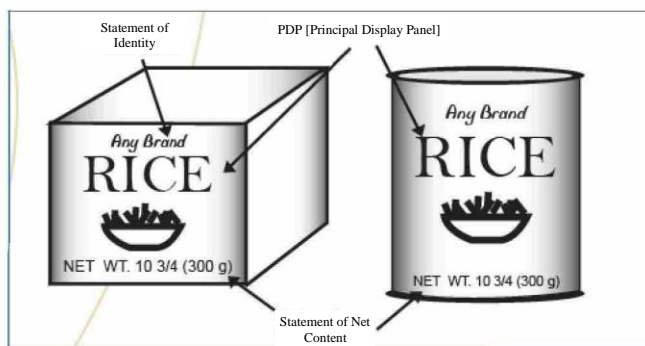 Statement of
Identity
PDP [Principal Display Panel]
Any Brand
RICE
NET WT. 10 3/4 (300 g)
Any Brand
RICE
NET WT. 10 3/4 (300 g)
Statement of Net
Content